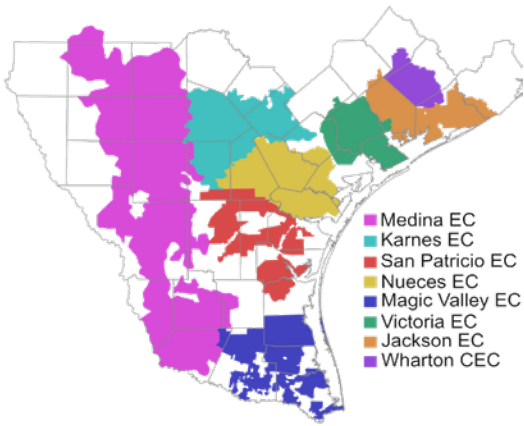 Medina EC
Karnes EC
San Patricio EC
Nueces EC
Magic Valley EC
Victoria EC
Jackson EC
Wharton CEC